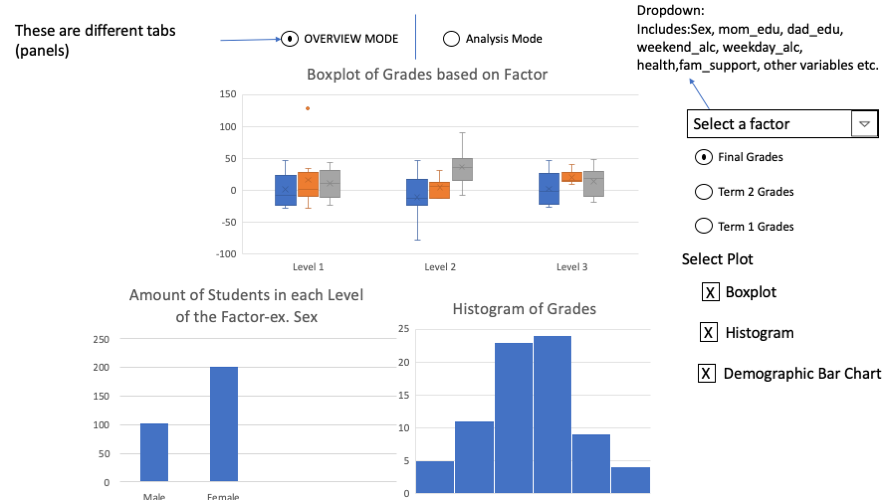 These are different tabs
(panels)
OVERVIEW MODE
Analysis Mode
Dropdown:
Includes:Sex, mom_edu, dad_edu,
weekend_alc, weekday_alc,
health,fam_support, other variables etc.
Boxplot of Grades based on Factor
150
100
50
0
-50
-100
Level 1
Level 2
Level 3
Select a factor
Final Grades
Term 2 Grades
Term 1 Grades
Select Plot
X Boxplot
X Histogram
X Demographic Bar Chart
Amount of Students in each Level
of the Factor-ex. Sex
250
200
150
100
50
0
Male
Female
Histogram of Grades
25
20
15
10
5
0